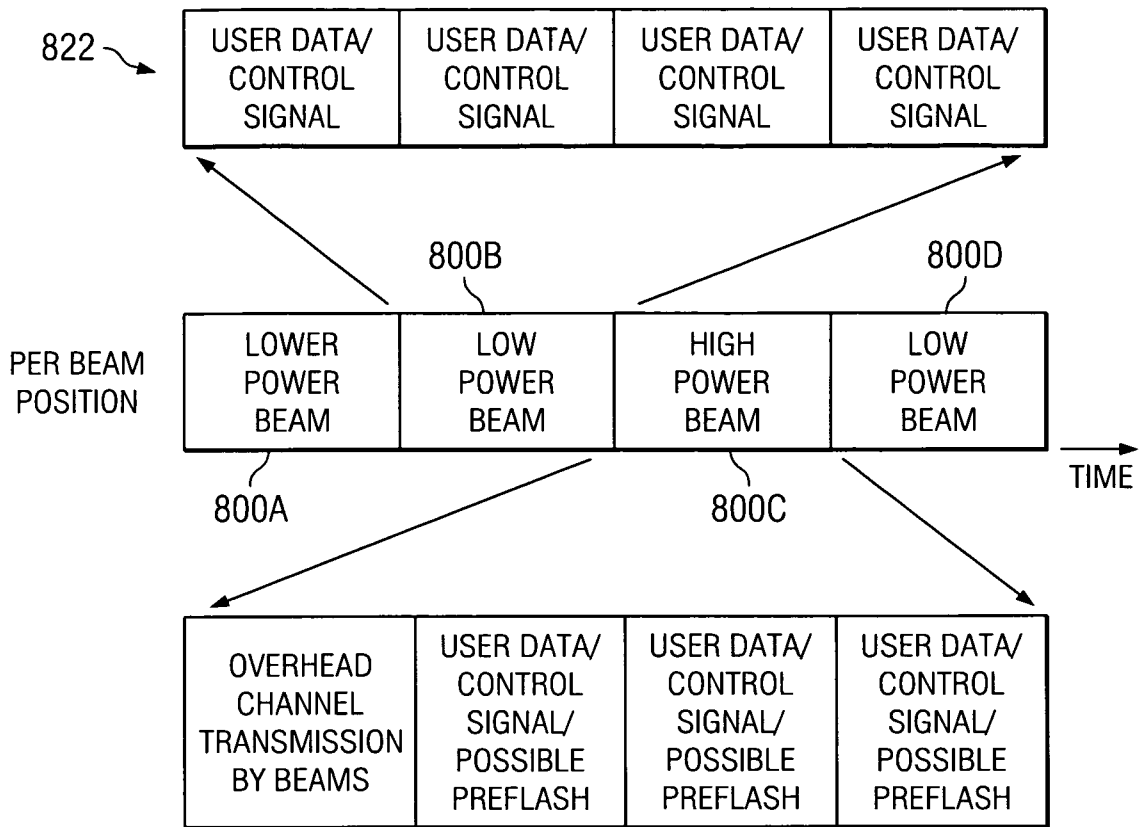 822
USER DATA/
CONTROL
SIGNAL
USER DATA/
CONTROL
SIGNAL
USER DATA/
CONTROL
SIGNAL
USER DATA/
CONTROL
SIGNAL
800B
800D
PER BEAM
POSITION
LOWER
POWER
BEAM
LOW
POWER
BEAM
HIGH
POWER
BEAM
LOW
POWER
BEAM
TIME
800A
800C
OVERHEAD
CHANNEL
TRANSMISSION
BY BEAMS
USER DATA/
CONTROL
SIGNAL/
POSSIBLE
PREFLASH
USER DATA/
CONTROL
SIGNAL/
POSSIBLE
PREFLASH
USER DATA/
CONTROL
SIGNAL/
POSSIBLE
PREFLASH